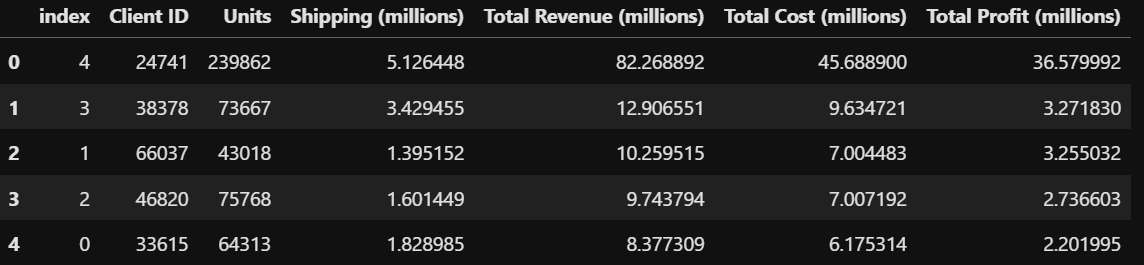 index Client ID Units Shipping (millions) Total Revenue (millions) Total Cost (millions) Total Profit (millions)
0 4 24741 239862 5.126448 82.268892 45.688900 36.579992
1 3 38378 73667 3.429455 12.906551 9.634721 3.271830
2 1 66037 43018 1.395152 10.259515 7.004483 3.255032
3 2 46820 75768 1.601449 9.743794 7.007192 2.736603
4 0 33615 64313 1.828985 8.377309 6.175314 2.201995